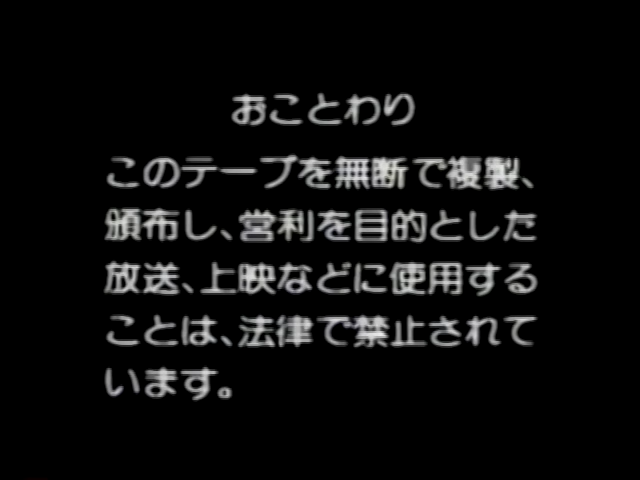 おことわり
このテープを無断で複製、
頒布し、営利を目的とした
放送、上映などに使用する
ことは、法律で禁止されて
います。